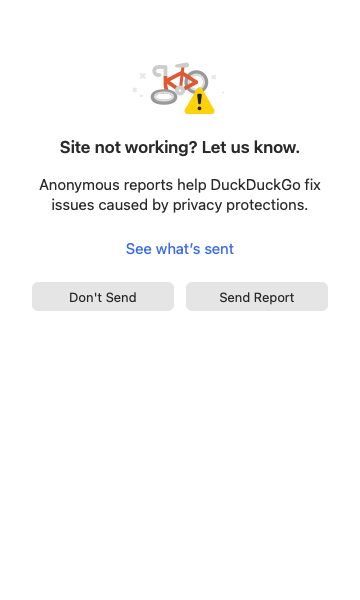 Site not working? Let us know.
Anonymous reports help DuckDuckGo fix
issues caused by privacy protections.
See what’s sent
Don't Send
Send Report